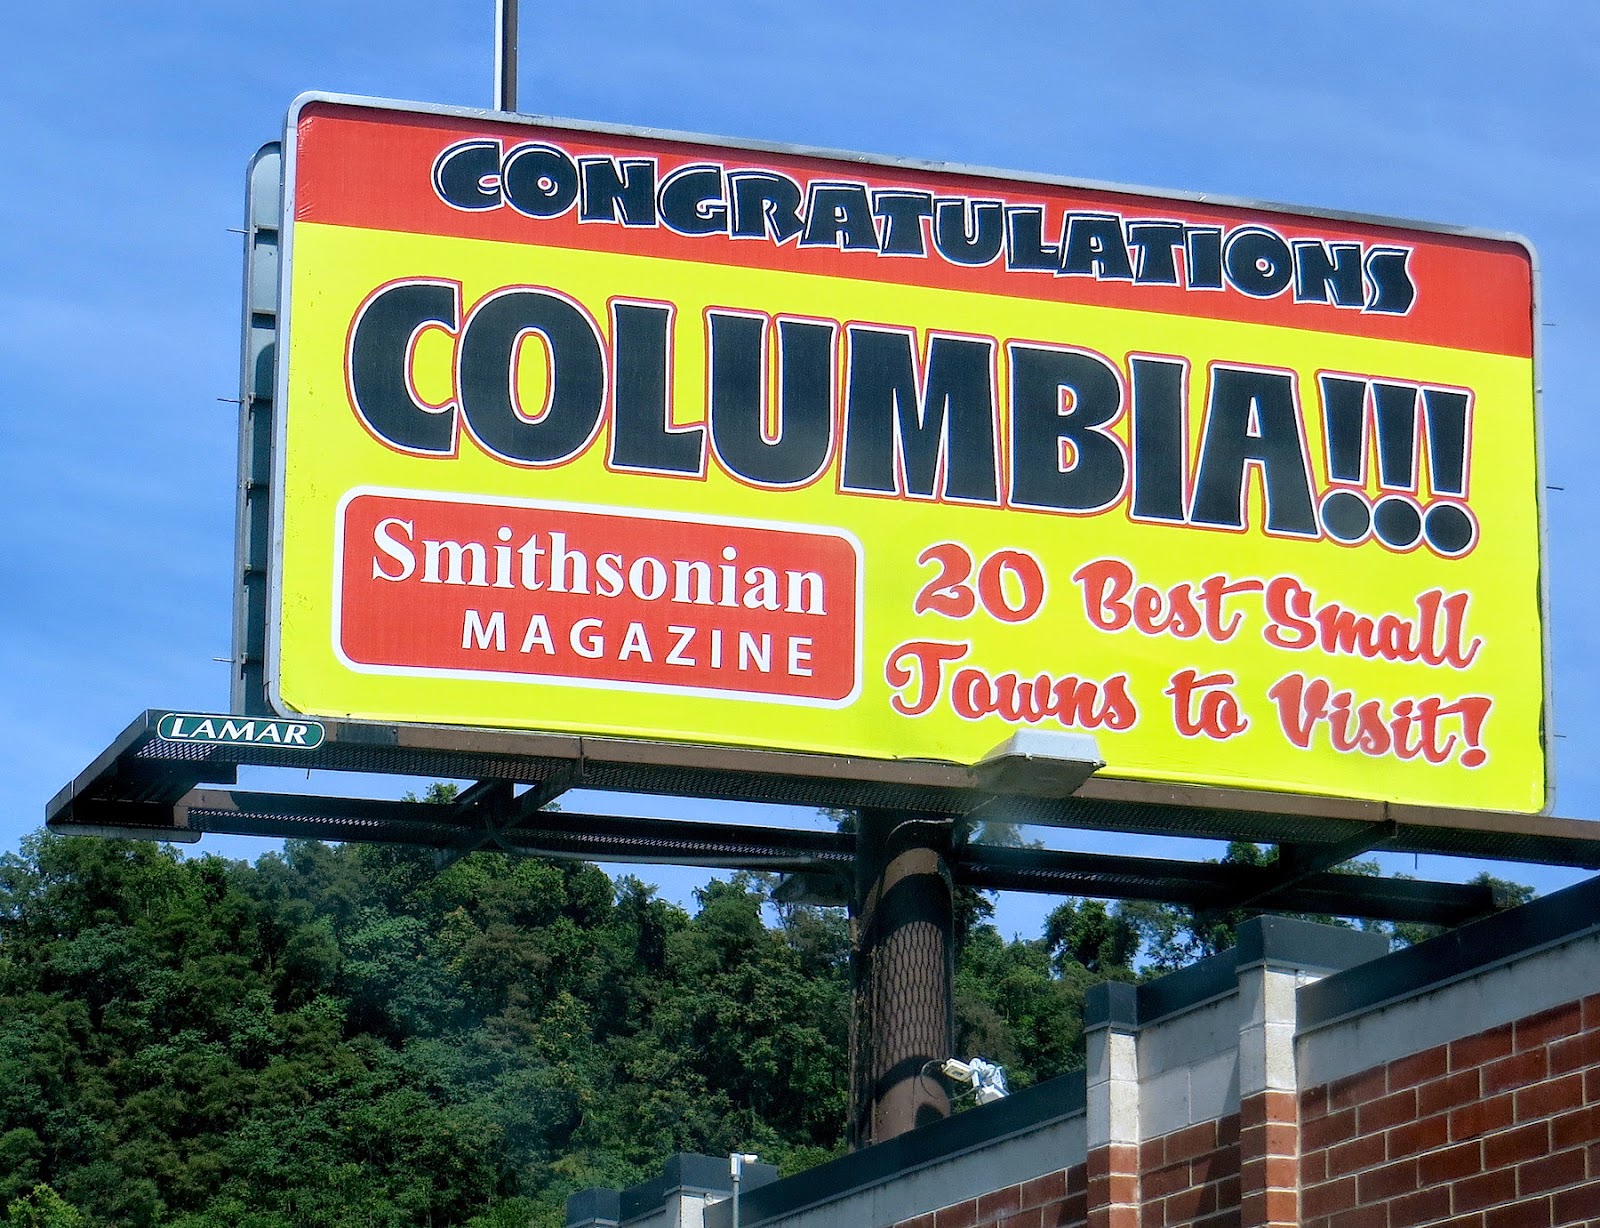 CONGRATULATIONS
COLUMBIA!!!
Smithsonian
MAGAZINE
20 Best Small
Towns to Visit!
LAMAR